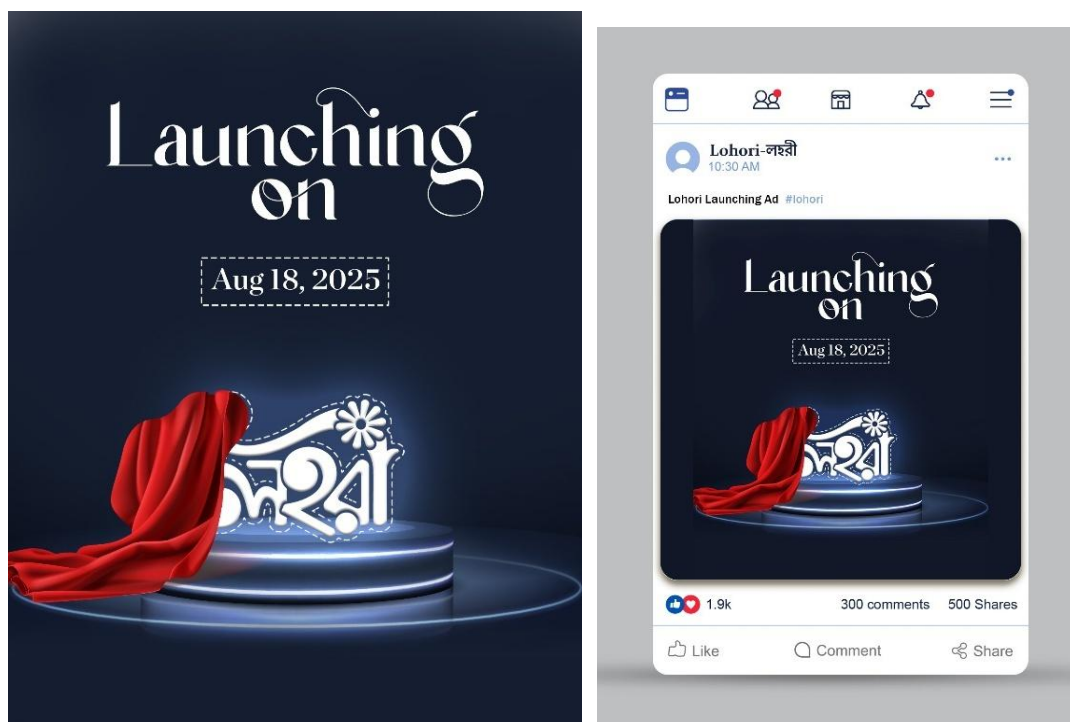 Launching
on
Aug 18, 2025
লহরী
Lohori-লহরী
10:30 AM
Lohori Launching Ad #lohori
Launching
on
Aug 18, 2025
লহরী
1.9k 300 comments 500 Shares
Like Comment Share